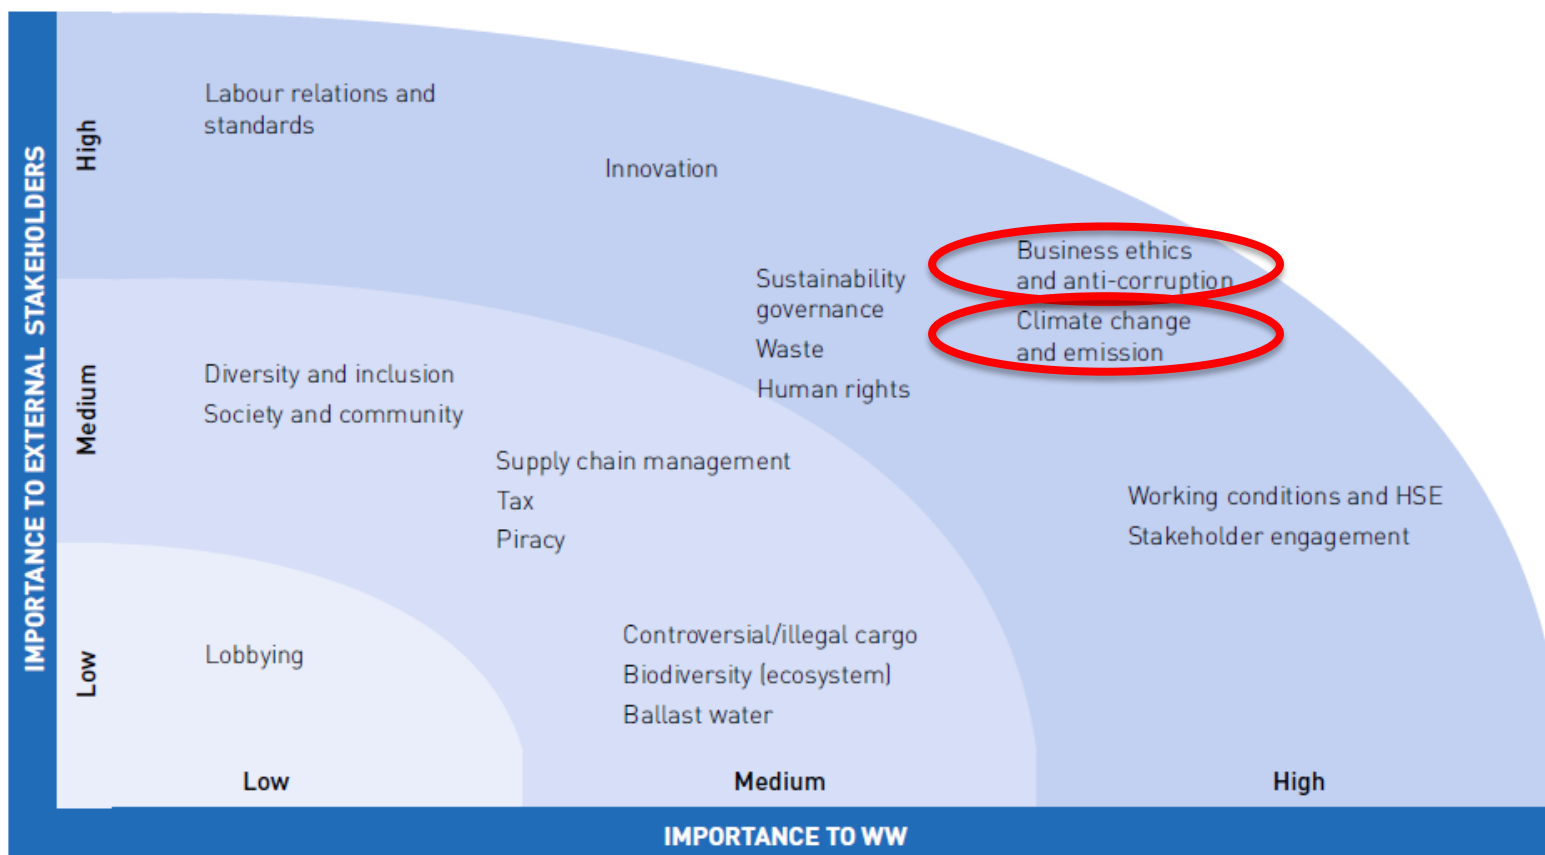 IMPORTANCE TO EXTERNAL STAKEHOLDERS
High
Medium
Low
Labour relations and
standards
Innovation
Business ethics
and anti-corruption
Sustainability
governance
Climate change
and emission
Waste
Human rights
Diversity and inclusion
Society and community
Supply chain management
Tax
Piracy
Working conditions and HSE
Stakeholder engagement
Lobbying
Controversial/illegal cargo
Biodiversity (ecosystem)
Ballast water
Low
Medium
High
IMPORTANCE TO WW